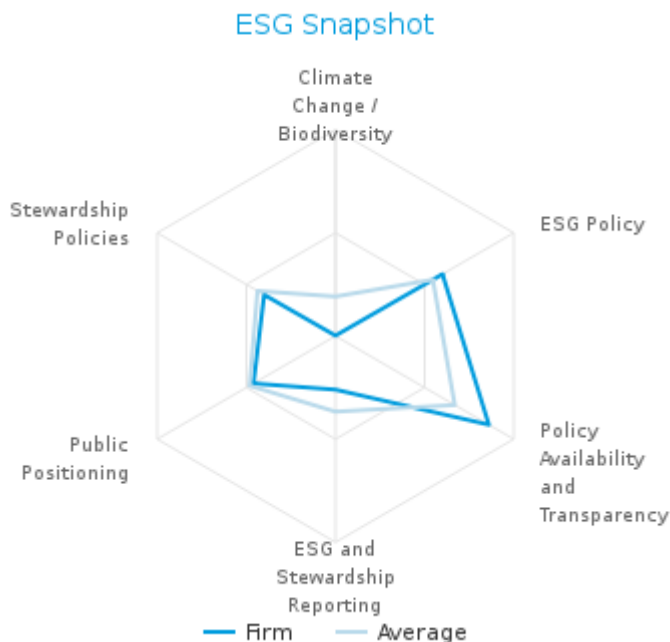 ESG Snapshot
Climate
Change /
Biodiversity
Stewardship
Policies
ESG Policy
Public
Positioning
Policy
Availability
and
Transparency
ESG and
Stewardship
Reporting
Firm
Average